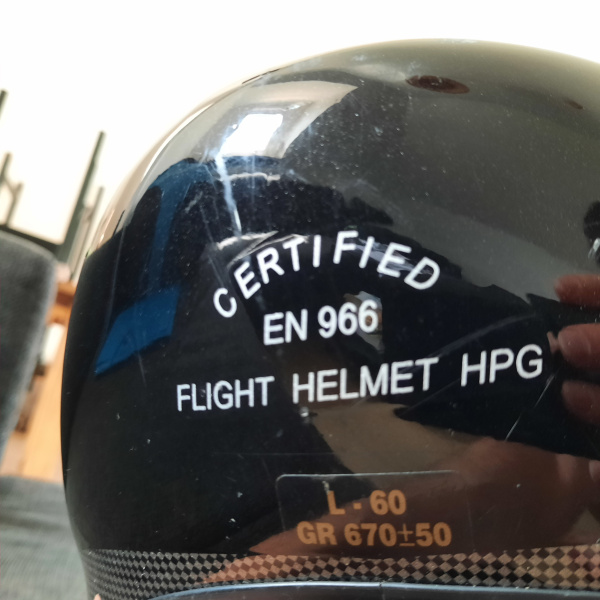 CERTIFIED
EN 966
FLIGHT HELMET HPG
L - 60
GR 670±50